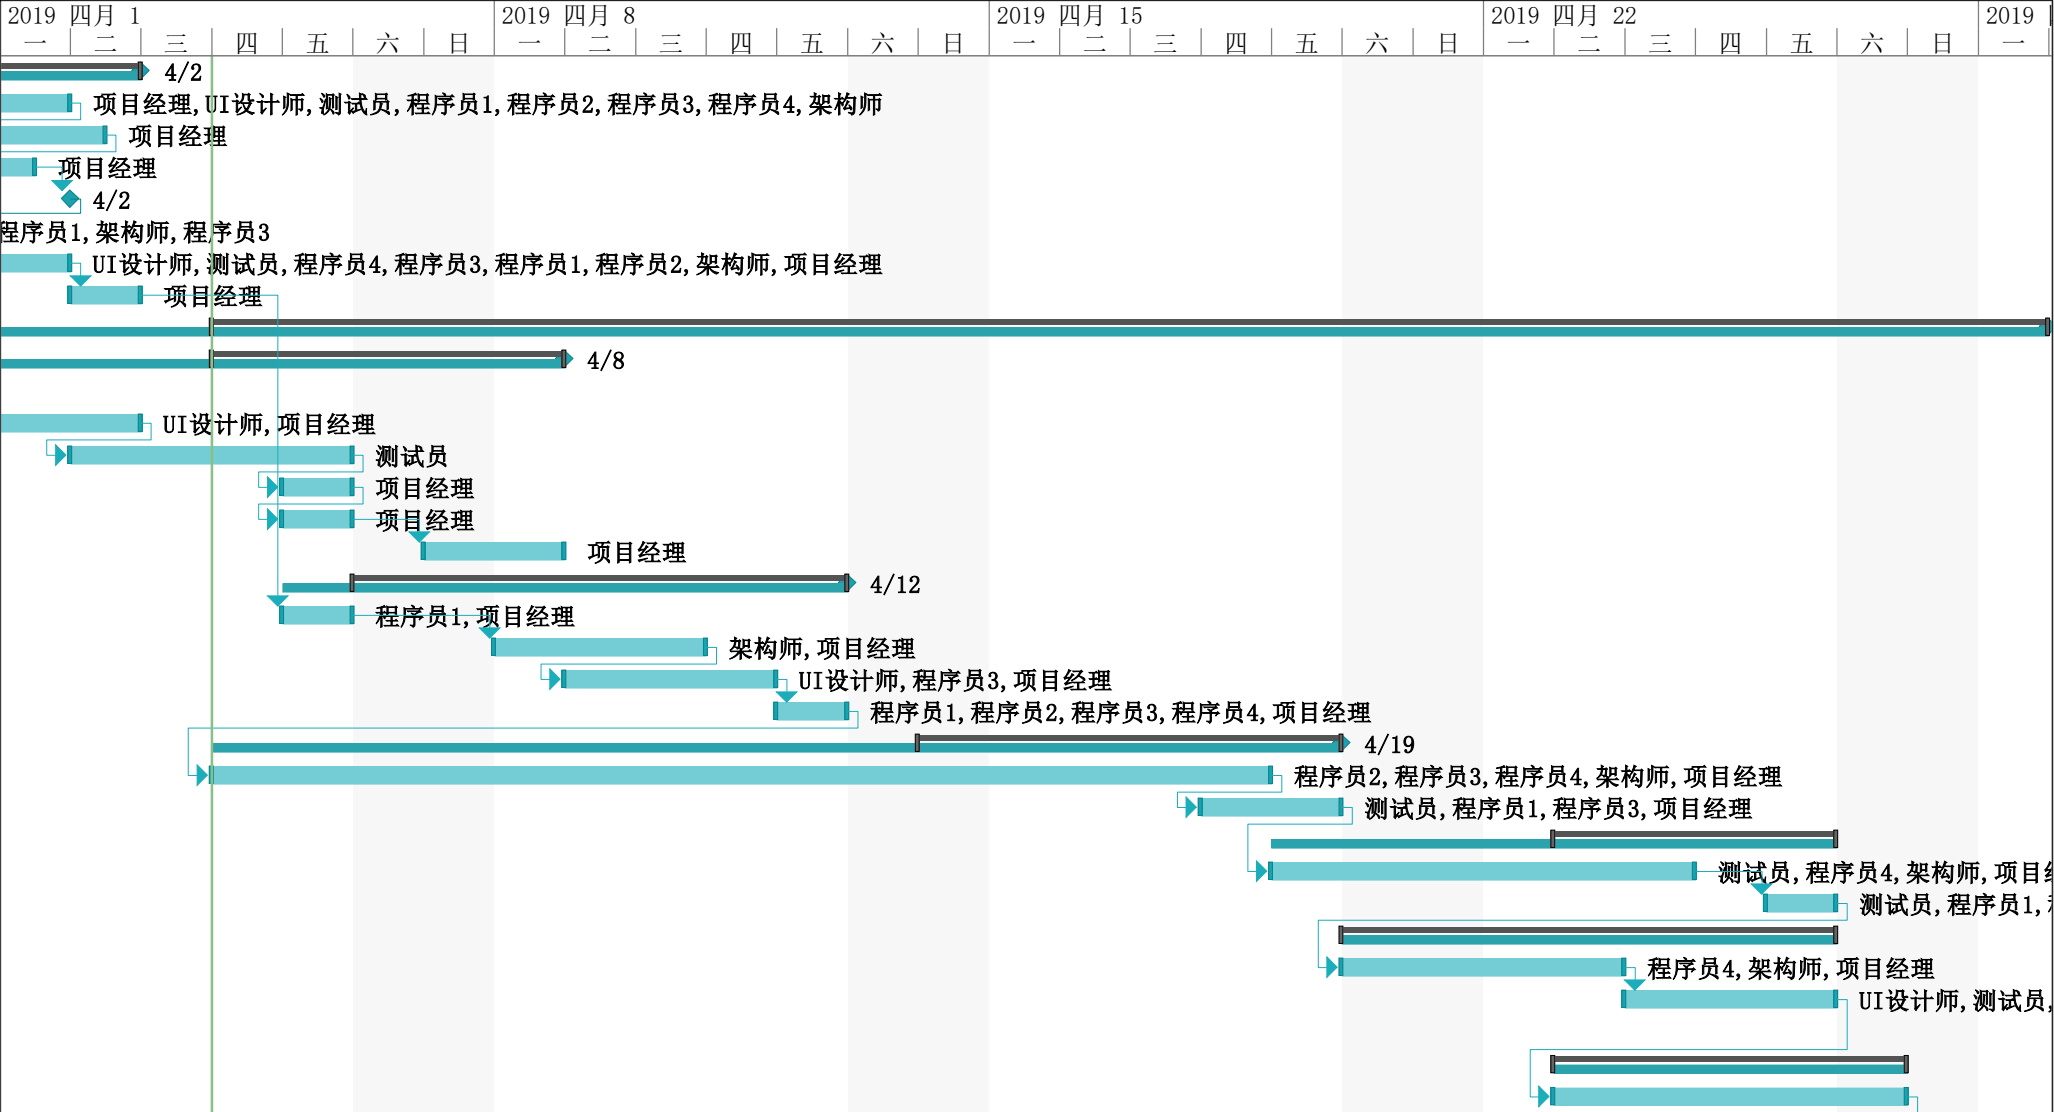 2019 四月 1 2019 四月 8 2019 四月 15 2019 四月 22 2019
一 二 三 四 五 六 日 一 二 三 四 五 六 日 一 二 三 四 五 六 日 一 二 三 四 五 六 日 一
4/2
项目经理,UI设计师,测试员,程序员1,程序员2,程序员3,程序员4,架构师
项目经理
项目经理
4/2
程序员1,架构师,程序员3
UI设计师,测试员,程序员4,程序员3,程序员1,程序员2,架构师,项目经理
项目经理
4/8
UI设计师,项目经理
测试员
项目经理
项目经理
项目经理
4/12
程序员1,项目经理
架构师,项目经理
UI设计师,程序员3,项目经理
程序员1,程序员2,程序员3,程序员4,项目经理
4/19
程序员2,程序员3,程序员4,架构师,项目经理
测试员,程序员1,程序员3,项目经理
测试员,程序员4,架构师,项目
测试员,程序员1,
程序员4,架构师,项目经理
UI设计师,测试员,